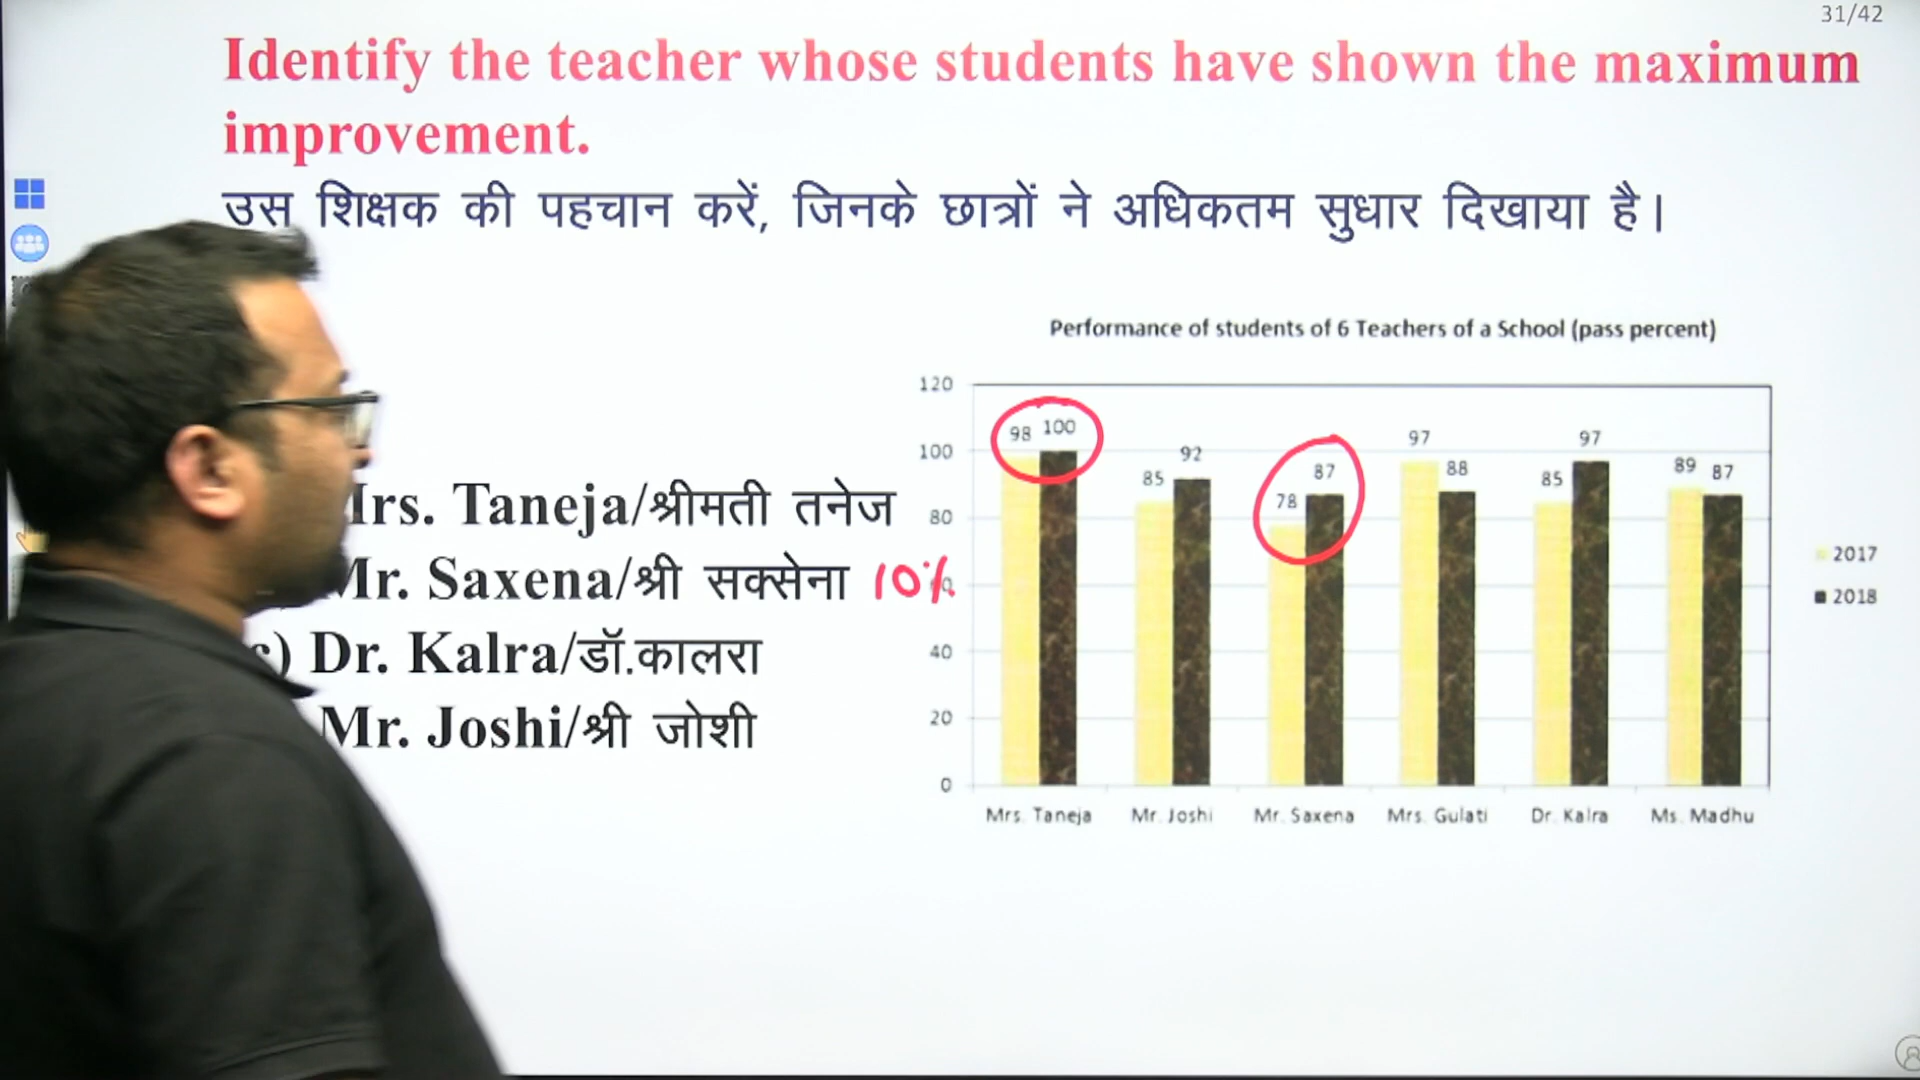 31/42
Identify the teacher whose students have shown the maximum
improvement.
उस शिक्षक की पहचान करें, जिनके छात्रों ने अधिकतम सुधार दिखाया है।
Performance of students of 6 Teachers of a School (pass percent)
120
100
80
40
20
0
98 100
85 92
78 87
97 88
85 97
89 87
Mrs. Taneja Mr. Joshi Mr. Saxena Mrs. Gulati Dr. Kalra Ms. Madhu
2017
2018
Mrs. Taneja/श्रीमती तनेज
Mr. Saxena/श्री सक्सेना 10%
c) Dr. Kalra/डॉ.कालरा
Mr. Joshi/श्री जोशी